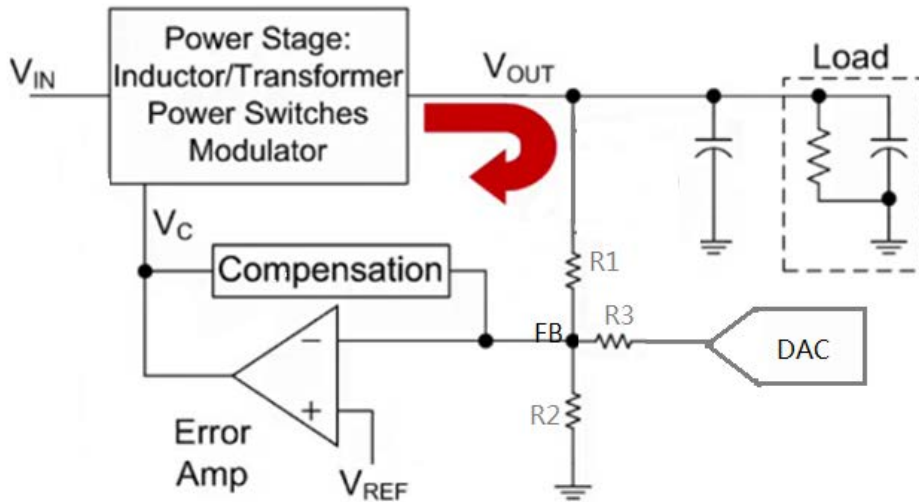 Power Stage:
Inductor/Transformer
Power Switches
Modulator
VIN
VOUT
Load
VC
Compensation
R1
FB
R3
DAC
R2
Error
Amp
VREF
−
+